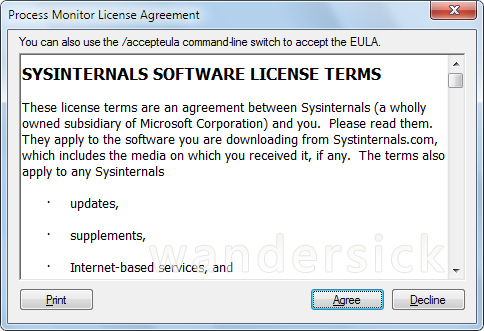 Process Monitor License Agreement
You can also use the /accepteula command-line switch to accept the EULA.
SYSINTERNALS SOFTWARE LICENSE TERMS
These license terms are an agreement between Sysinternals (a wholly
owned subsidiary of Microsoft Corporation) and you.  Please read them.
They apply to the software you are downloading from Systinternals.com,
which includes the media on which you received it, if any.  The terms also
apply to any Sysinternals
· updates,
· supplements,
· Internet-based services, and
wandersick
Print Agree Decline